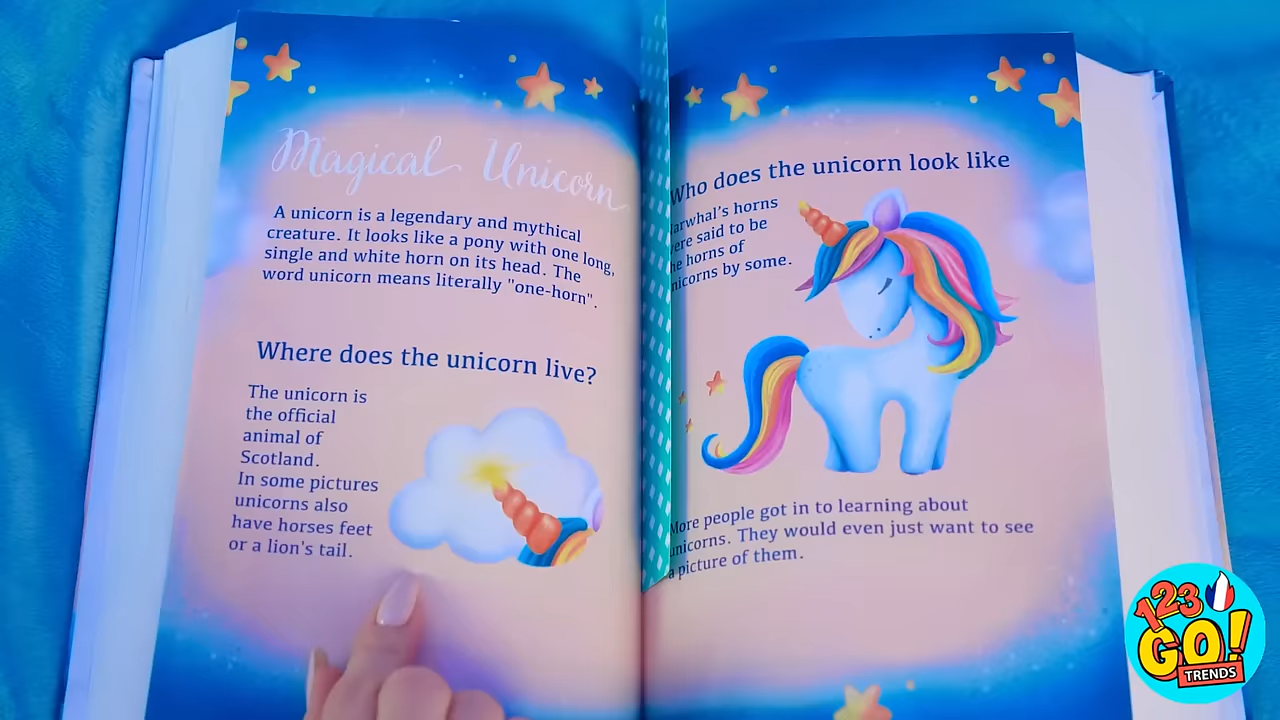 Magical Unicorn
A unicorn is a legendary and mythical
creature. It looks like a pony with one long,
single and white horn on its head. The
word unicorn means literally "one-horn".
Where does the unicorn live?
The unicorn is
the official
animal of
Scotland.
In some pictures
unicorns also
have horses feet
or a lion's tail.
Who does the unicorn look like
arwhal's horns
ere said to be
he horns of
nicorns by some.
More people got in to learning about
unicorns. They would even just want to see
a picture of them.
123
GO!
TRENDS